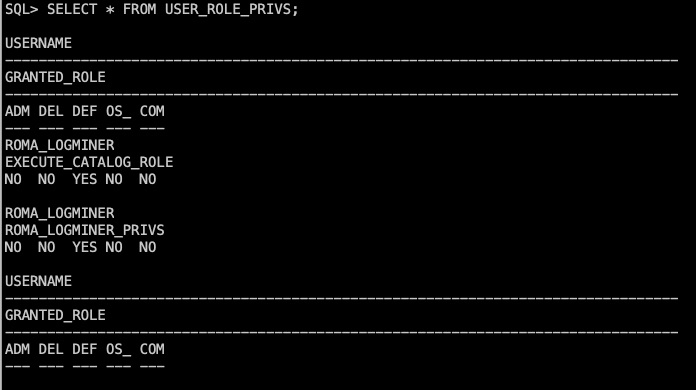 SQL> SELECT * FROM USER_ROLE_PRIVS;
USERNAME
--------------------------------------------------------------------------------
GRANTED_ROLE
--------------------------------------------------------------------------------
ADM DEL DEF OS_ COM
--- --- --- --- ---
ROMA_LOGMINER
EXECUTE_CATALOG_ROLE
NO  NO  YES NO  NO
ROMA_LOGMINER
ROMA_LOGMINER_PRIVS
NO  NO  YES NO  NO
USERNAME
--------------------------------------------------------------------------------
GRANTED_ROLE
--------------------------------------------------------------------------------
ADM DEL DEF OS_ COM
--- --- --- --- ---